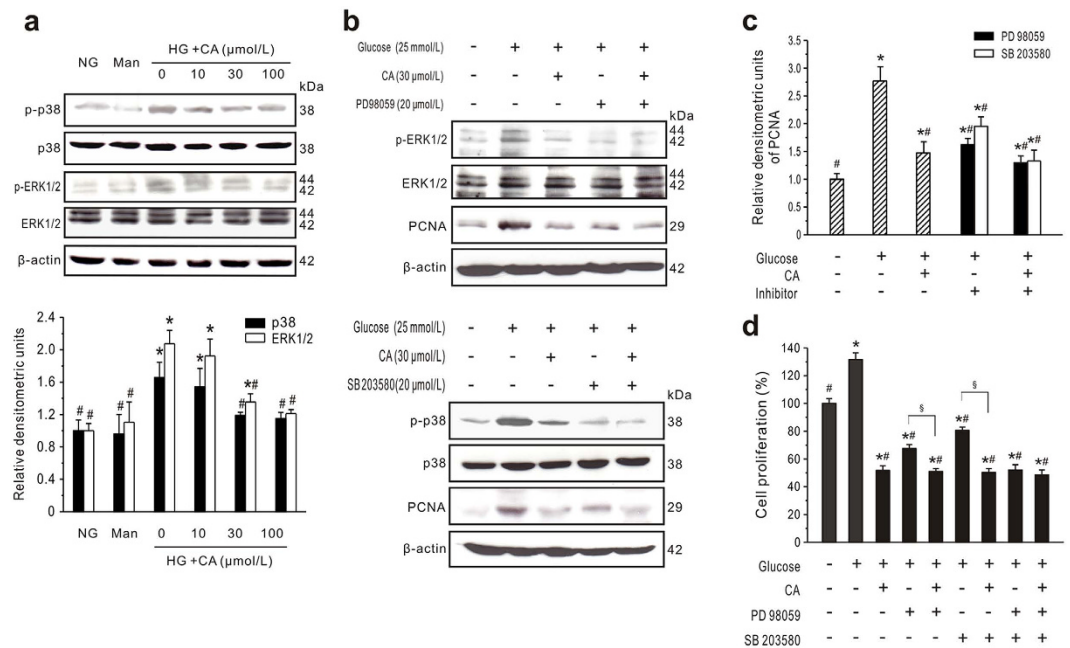 a
HG +CA (μmol/L)
NG Man 0 10 30 100
kDa
p-p38 38
p38 38
p-ERK1/2 44
42
ERK1/2 44
42
β-actin 42
Relative densitometric units
2.4
2.0
1.6
1.2
0.8
0.4
0.0
p38
ERK1/2
# # # # * * * * # *# # #
NG Man 0 10 30 100
HG +CA (μmol/L)
b
Glucose (25 mmol/L) - + + + +
CA (30 μmol/L) - - + - +
PD98059 (20 μmol/L) - - - + +
kDa
p-ERK1/2 44
42
ERK1/2 44
42
PCNA 29
β-actin 42
Glucose (25 mmol/L) - + + + +
CA (30 μmol/L) - - + - +
SB203580(20 μmol/L) - - - + +
kDa
p-p38 38
p38 38
PCNA 29
β-actin 42
c
PD 98059
SB 203580
Relative densitometric units
of PCNA
3.5
3.0
2.5
2.0
1.5
1.0
0.5
0.0
# * *# *# *# *# *#
Glucose - + + + +
CA - - + - +
Inhibitor - - - + +
d
Cell proliferation (%)
140
120
100
80
60
40
20
0
§ §
# * *# *# *# *# *# *# *#
Glucose - + + + + + + + +
CA - - + - + - + - +
PD 98059 - - - + + - - + +
SB 203580 - - - - - + + + +